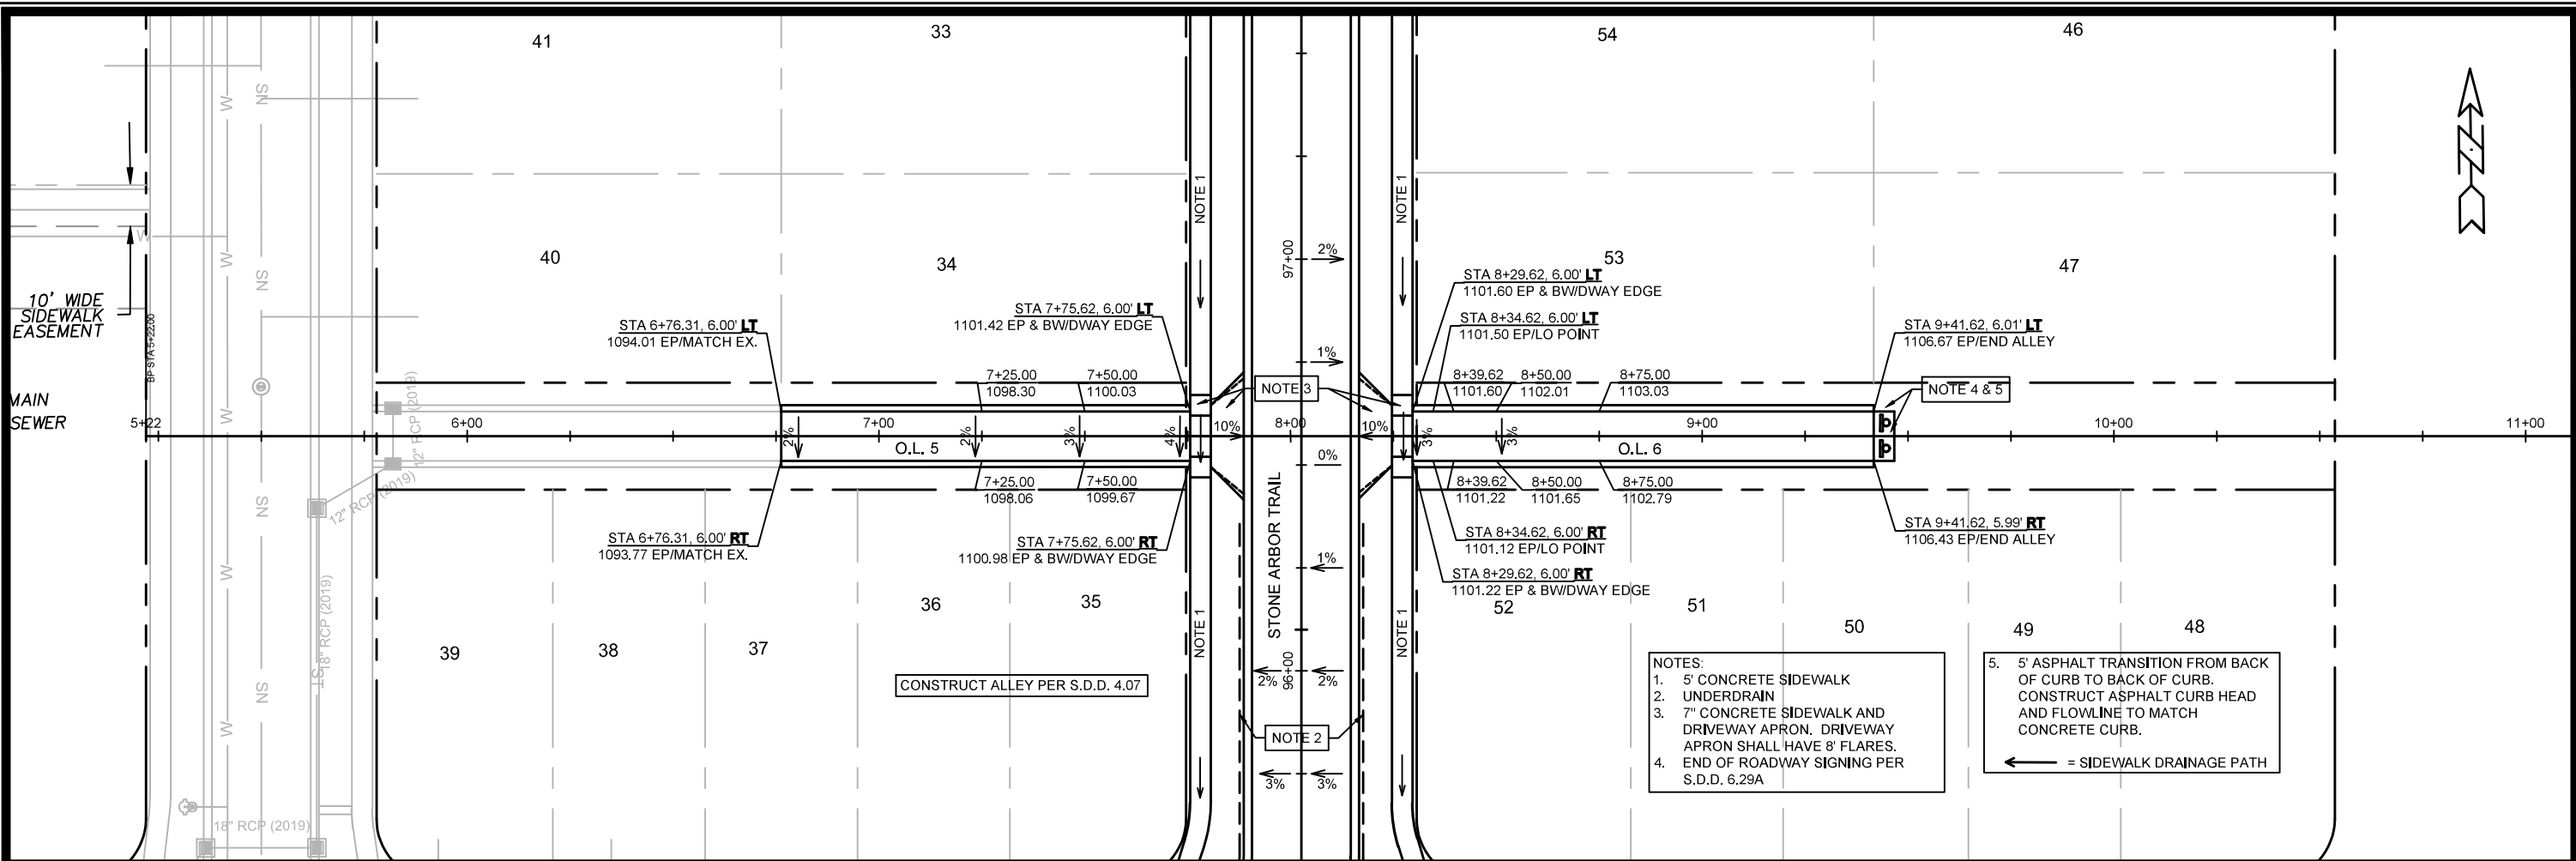 41
33
54
46
40
34
53
47
10' WIDE
SIDEWALK
EASEMENT
MAIN
SEWER
BP STA 5+22.00
W
W
W
W
W
W
SN
SN
SN
SN
SN
ST
12" RCP (2019)
12" RCP (2019)
18" RCP (2019)
18" RCP (2019)
NOTE 1
NOTE 1
97+00
2%
1%
STA 6+76.31, 6.00' LT
1094.01 EP/MATCH EX.
STA 7+75.62, 6.00' LT
1101.42 EP & BW/DWAY EDGE
STA 8+29.62, 6.00' LT
1101.60 EP & BW/DWAY EDGE
STA 8+34.62, 6.00' LT
1101.50 EP/LO POINT
STA 9+41.62, 6.01' LT
1106.67 EP/END ALLEY
7+25.00
1098.30
7+50.00
1100.03
NOTE 3
8+39.62
1101.60
8+50.00
1102.01
8+75.00
1103.03
NOTE 4 & 5
5+22
6+00
7+00
8+00
9+00
10+00
11+00
2%
2%
3%
4%
10%
10%
3%
3%
O.L. 5
O.L. 6
0%
7+25.00
1098.06
7+50.00
1099.67
8+39.62
1101.22
8+50.00
1101.65
8+75.00
1102.79
STA 6+76.31, 6.00' RT
1093.77 EP/MATCH EX.
STA 7+75.62, 6.00' RT
1100.98 EP & BW/DWAY EDGE
STA 8+34.62, 6.00' RT
1101.12 EP/LO POINT
STA 8+29.62, 6.00' RT
1101.22 EP & BW/DWAY EDGE
STA 9+41.62, 5.99' RT
1106.43 EP/END ALLEY
STONE ARBOR TRAIL
1%
39
38
37
36
35
52
51
50
49
48
NOTE 1
NOTE 1
96+00
2%
2%
CONSTRUCT ALLEY PER S.D.D. 4.07
NOTE 2
3%
3%
NOTES:
1. 5' CONCRETE SIDEWALK
2. UNDERDRAIN
3. 7" CONCRETE SIDEWALK AND
DRIVEWAY APRON. DRIVEWAY
APRON SHALL HAVE 8' FLARES.
4. END OF ROADWAY SIGNING PER
S.D.D. 6.29A
5. 5' ASPHALT TRANSITION FROM BACK
OF CURB TO BACK OF CURB.
CONSTRUCT ASPHALT CURB HEAD
AND FLOWLINE TO MATCH
CONCRETE CURB.
= SIDEWALK DRAINAGE PATH
N